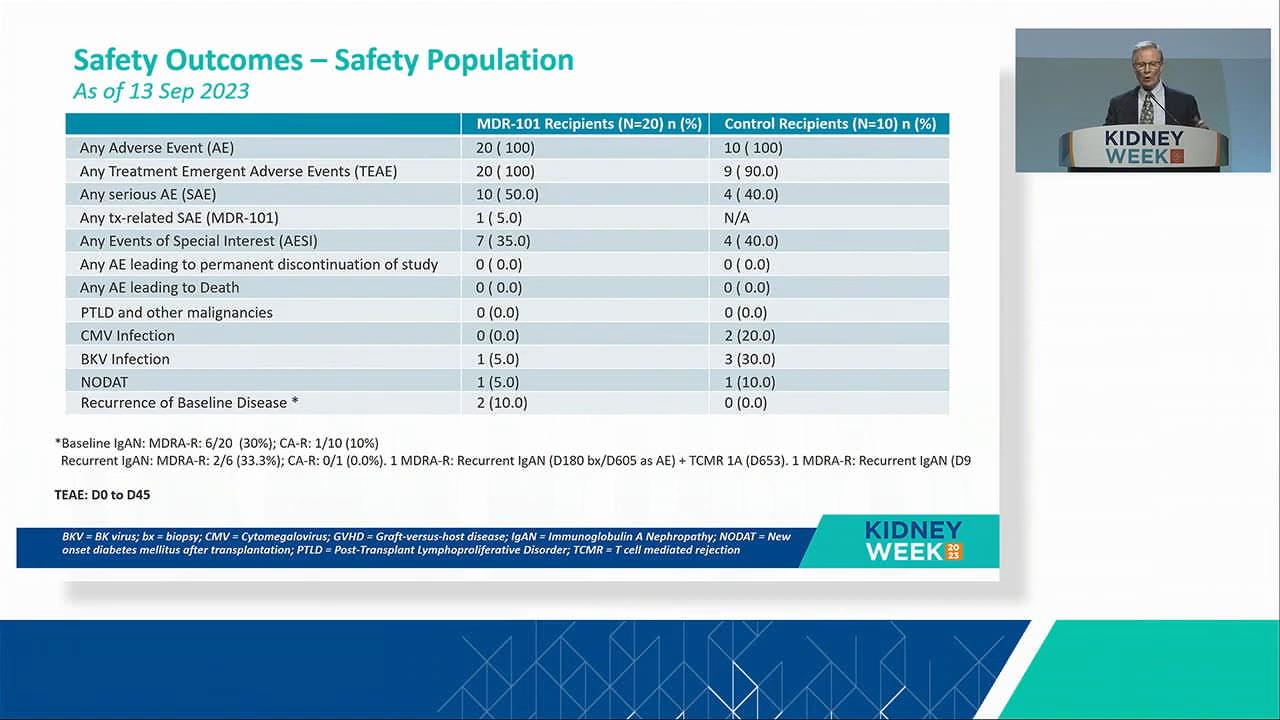 Safety Outcomes – Safety Population
As of 13 Sep 2023
MDR-101 Recipients (N=20) n (%) Control Recipients (N=10) n (%)
Any Adverse Event (AE) 20 ( 100) 10 ( 100)
Any Treatment Emergent Adverse Events (TEAE) 20 ( 100) 9 ( 90.0)
Any serious AE (SAE) 10 ( 50.0) 4 ( 40.0)
Any tx-related SAE (MDR-101) 1 ( 5.0) N/A
Any Events of Special Interest (AESI) 7 ( 35.0) 4 ( 40.0)
Any AE leading to permanent discontinuation of study 0 ( 0.0) 0 ( 0.0)
Any AE leading to Death 0 ( 0.0) 0 ( 0.0)
PTLD and other malignancies 0 (0.0) 0 (0.0)
CMV Infection 0 (0.0) 2 (20.0)
BKV Infection 1 (5.0) 3 (30.0)
NODAT 1 (5.0) 1 (10.0)
Recurrence of Baseline Disease * 2 (10.0) 0 (0.0)
*Baseline IgAN: MDRA-R: 6/20 (30%); CA-R: 1/10 (10%)
Recurrent IgAN: MDRA-R: 2/6 (33.3%); CA-R: 0/1 (0.0%). 1 MDRA-R: Recurrent IgAN (D180 bx/D605 as AE) + TCMR 1A (D653). 1 MDRA-R: Recurrent IgAN (D9
TEAE: D0 to D45
BKV = BK virus; bx = biopsy; CMV = Cytomegalovirus; GVHD = Graft-versus-host disease; IgAN = Immunoglobulin A Nephropathy; NODAT = New
onset diabetes mellitus after transplantation; PTLD = Post-Transplant Lymphoproliferative Disorder; TCMR = T cell mediated rejection
KIDNEY
WEEK 20
23
KIDNEY
WEEK